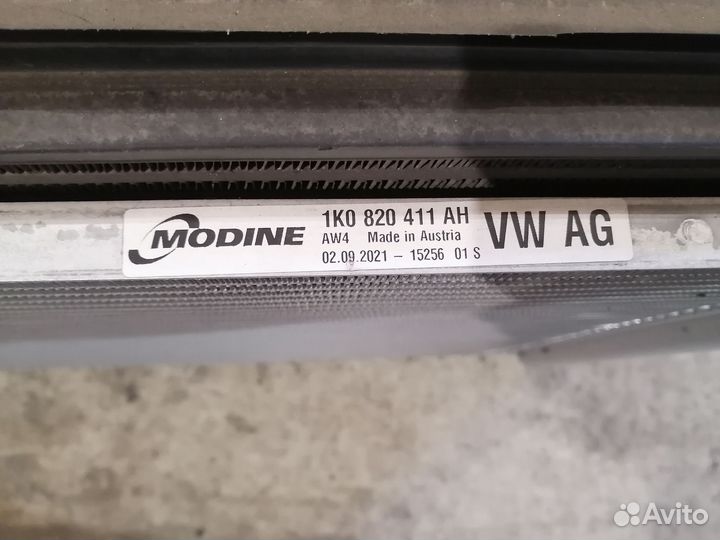 MODINE
1K0 820 411 AH
AW4 Made in Austria
02.09.2021 – 15256 01 S
VW AG
Avito